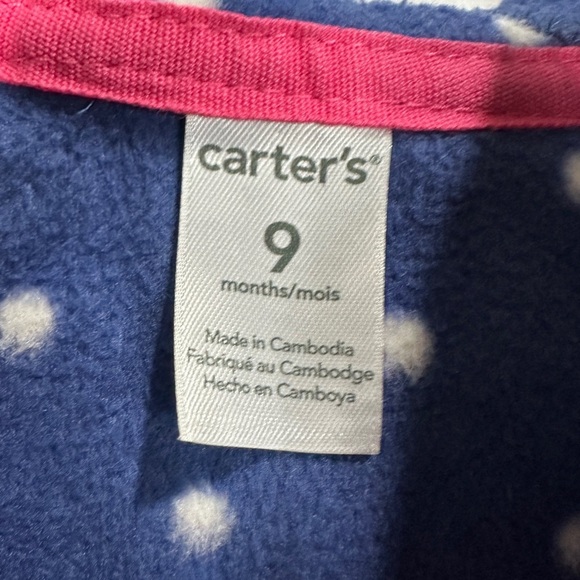 carter's®
9
months/mois
Made in Cambodia
Fabriqué au Cambodge
Hecho en Camboya